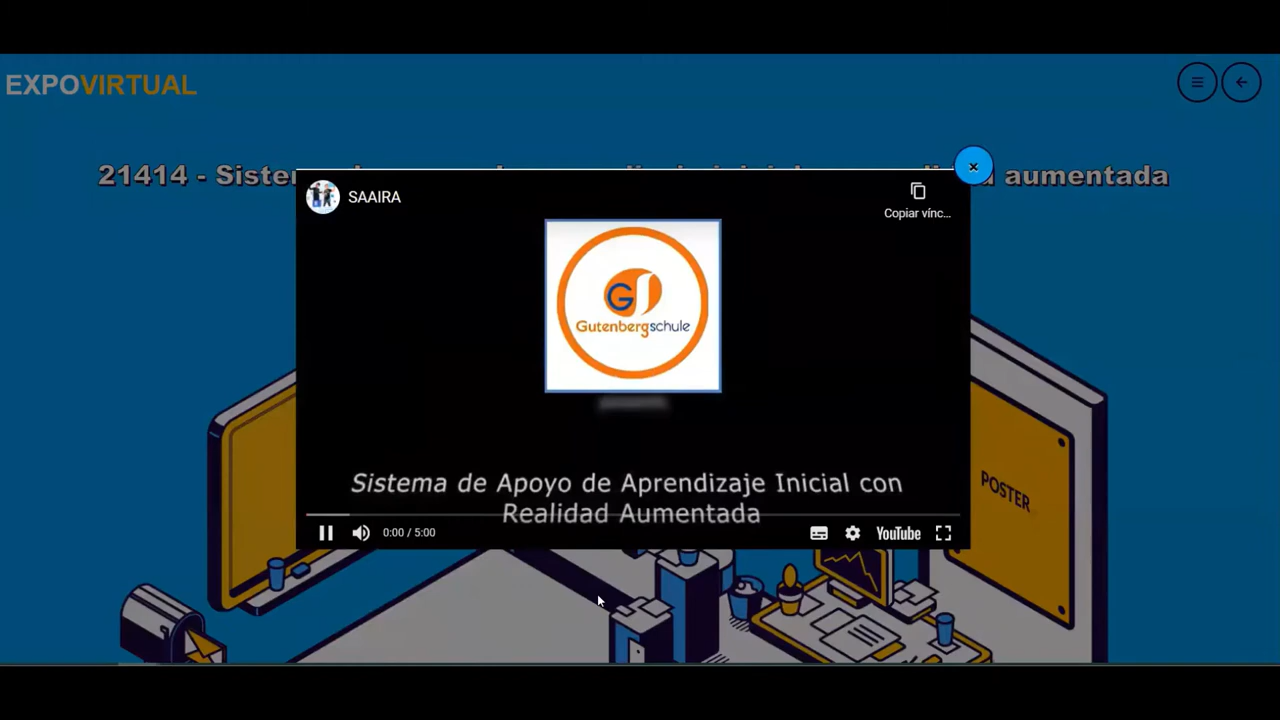 EXPOVIRTUAL
21414 - Sistem aumentada
SAAIRA
Copiar vínc...
Gutenbergschule
Sistema de Apoyo de Aprendizaje Inicial con
Realidad Aumentada
0:00 / 5:00
YouTube
POSTER